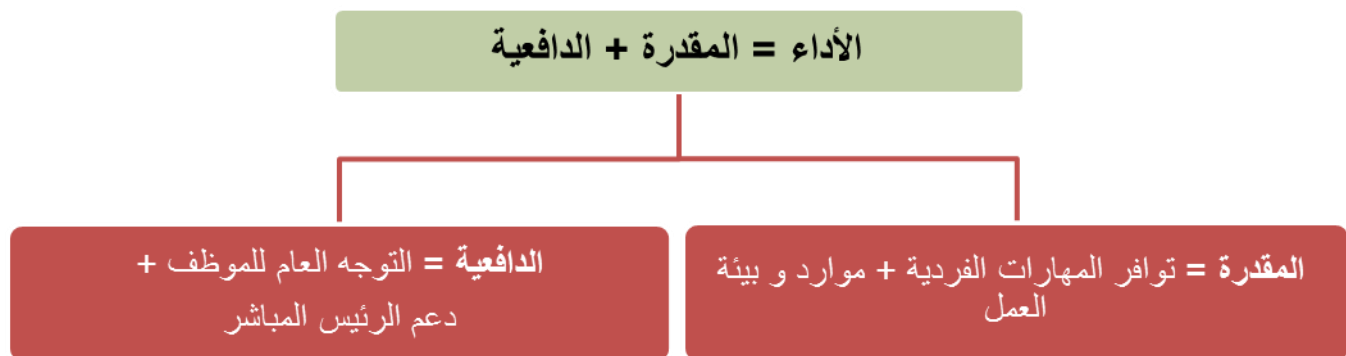 الأداء = المقدرة + الدافعية
المقدرة = توافر المهارات الفردية + موارد و بيئة
العمل
الدافعية = التوجه العام للموظف +
دعم الرئيس المباشر